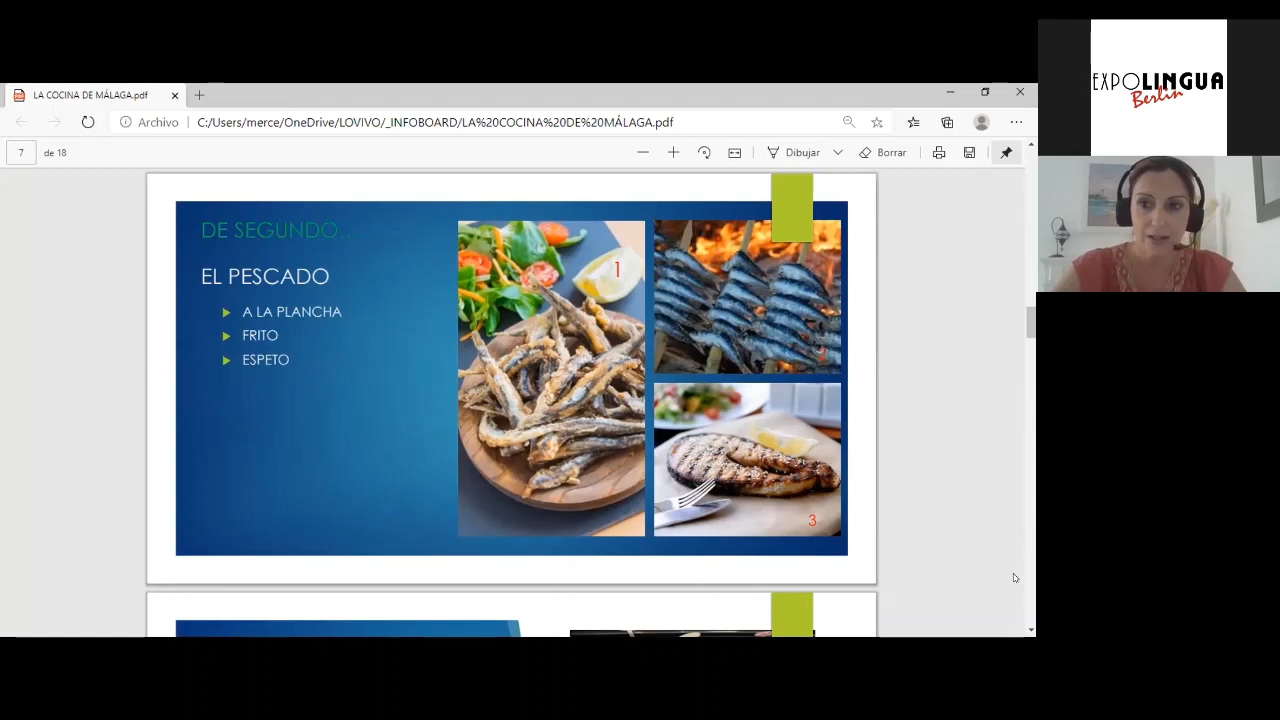 LA COCINA DE MÁLAGA.pdf
Archivo
C:/Users/merce/OneDrive/LOVIVO/_INFOBOARD/LA%20COCINA%20DE%20MÁLAGA.pdf
7 de 18
Dibujar
Borrar
DE SEGUNDO..
EL PESCADO
A LA PLANCHA
FRITO
ESPETO
1
2
3
EXPOLINGUA
Berlin